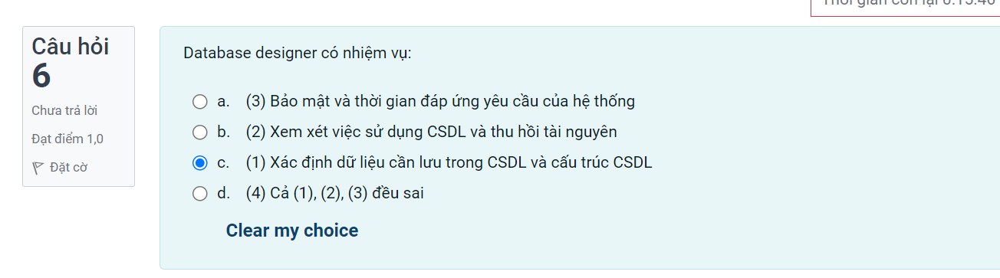 Thời gian còn lại 0:15:46
Câu hỏi
6
Chưa trả lời
Đạt điểm 1,0
Đặt cờ
Database designer có nhiệm vụ:
a. (3) Bảo mật và thời gian đáp ứng yêu cầu của hệ thống
b. (2) Xem xét việc sử dụng CSDL và thu hồi tài nguyên
c. (1) Xác định dữ liệu cần lưu trong CSDL và cấu trúc CSDL
d. (4) Cả (1), (2), (3) đều sai
Clear my choice